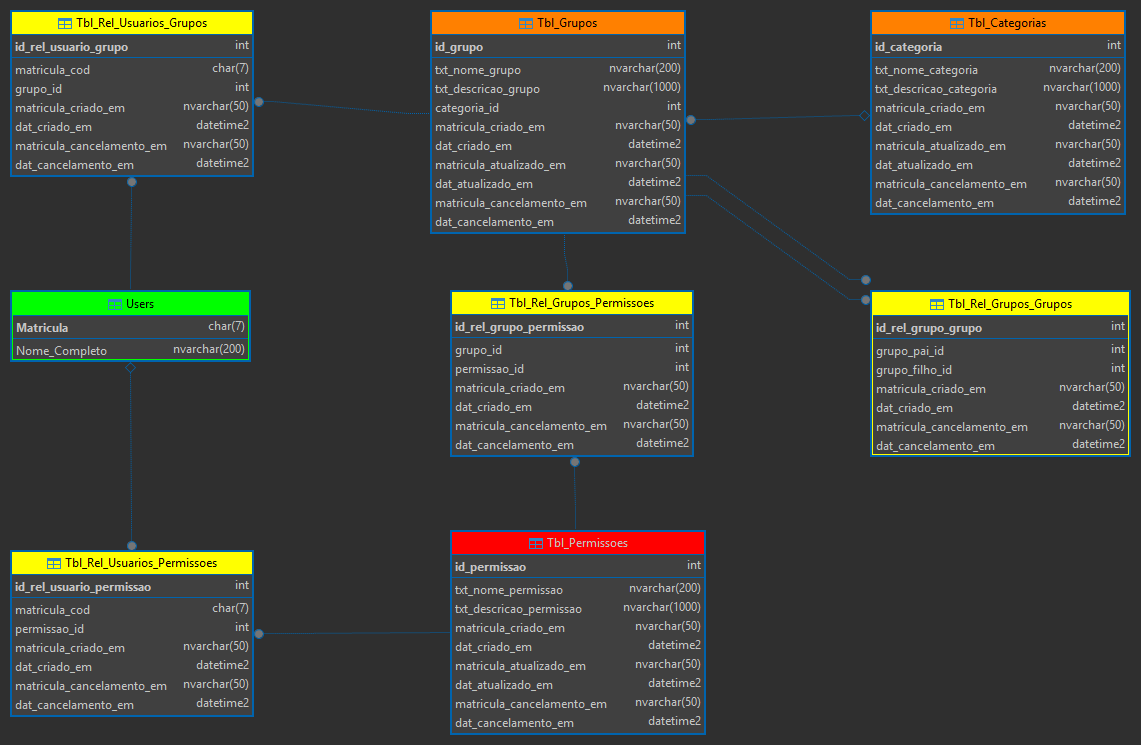 Tbl_Rel_Usuarios_Grupos
id_rel_usuario_grupo int
matricula_cod char(7)
grupo_id int
matricula_criado_em nvarchar(50)
dat_criado_em datetime2
matricula_cancelamento_em nvarchar(50)
dat_cancelamento_em datetime2
Tbl_Grupos
id_grupo int
txt_nome_grupo nvarchar(200)
txt_descricao_grupo nvarchar(1000)
categoria_id int
matricula_criado_em nvarchar(50)
dat_criado_em datetime2
matricula_atualizado_em nvarchar(50)
dat_atualizado_em datetime2
matricula_cancelamento_em nvarchar(50)
dat_cancelamento_em datetime2
Tbl_Categorias
id_categoria int
txt_nome_categoria nvarchar(200)
txt_descricao_categoria nvarchar(1000)
matricula_criado_em nvarchar(50)
dat_criado_em datetime2
matricula_atualizado_em nvarchar(50)
dat_atualizado_em datetime2
matricula_cancelamento_em nvarchar(50)
dat_cancelamento_em datetime2
Users
Matricula char(7)
Nome_Completo nvarchar(200)
Tbl_Rel_Grupos_Permissoes
id_rel_grupo_permissao int
grupo_id int
permissao_id int
matricula_criado_em nvarchar(50)
dat_criado_em datetime2
matricula_cancelamento_em nvarchar(50)
dat_cancelamento_em datetime2
Tbl_Rel_Grupos_Grupos
id_rel_grupo_grupo int
grupo_pai_id int
grupo_filho_id int
matricula_criado_em nvarchar(50)
dat_criado_em datetime2
matricula_cancelamento_em nvarchar(50)
dat_cancelamento_em datetime2
Tbl_Rel_Usuarios_Permissoes
id_rel_usuario_permissao int
matricula_cod char(7)
permissao_id int
matricula_criado_em nvarchar(50)
dat_criado_em datetime2
matricula_cancelamento_em nvarchar(50)
dat_cancelamento_em datetime2
Tbl_Permissoes
id_permissao int
txt_nome_permissao nvarchar(200)
txt_descricao_permissao nvarchar(1000)
matricula_criado_em nvarchar(50)
dat_criado_em datetime2
matricula_atualizado_em nvarchar(50)
dat_atualizado_em datetime2
matricula_cancelamento_em nvarchar(50)
dat_cancelamento_em datetime2